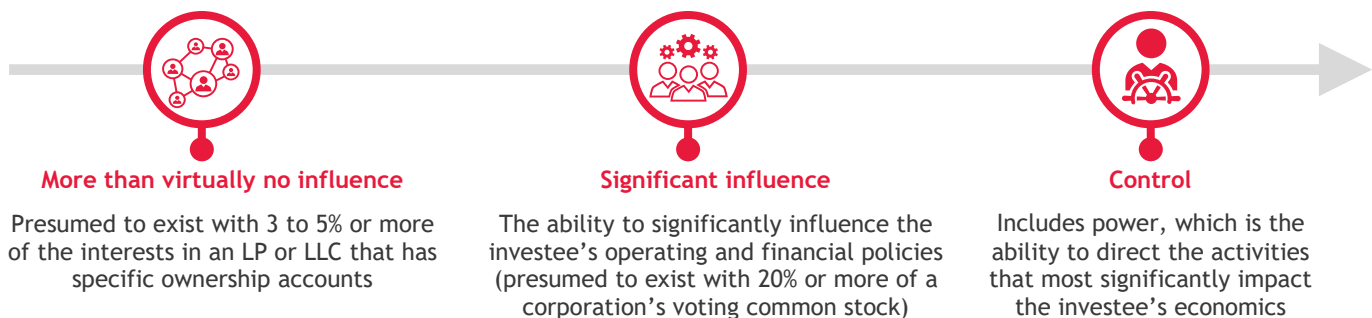 More than virtually no influence
Presumed to exist with 3 to 5% or more
of the interests in an LP or LLC that has
specific ownership accounts
Significant influence
The ability to significantly influence the
investee’s operating and financial policies
(presumed to exist with 20% or more of a
corporation’s voting common stock)
Control
Includes power, which is the
ability to direct the activities
that most significantly impact
the investee’s economics